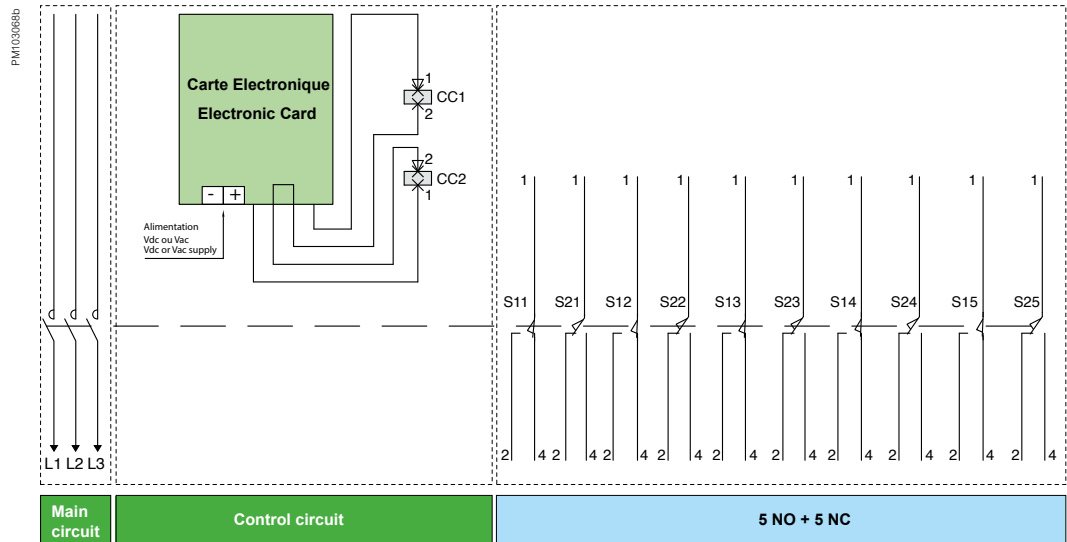 PM103068b
Carte Electronique
Electronic Card
- +
Alimentation
Vdc ou Vac
Vdc or Vac supply
1
CC1
2
2
CC2
1
1 1 1 1 1 1 1 1 1 1
S11 S21 S12 S22 S13 S23 S14 S24 S15 S25
2 4 2 4 2 4 2 4 2 4 2 4 2 4 2 4 2 4 2 4
L1 L2 L3
Main
circuit
Control circuit
5 NO + 5 NC